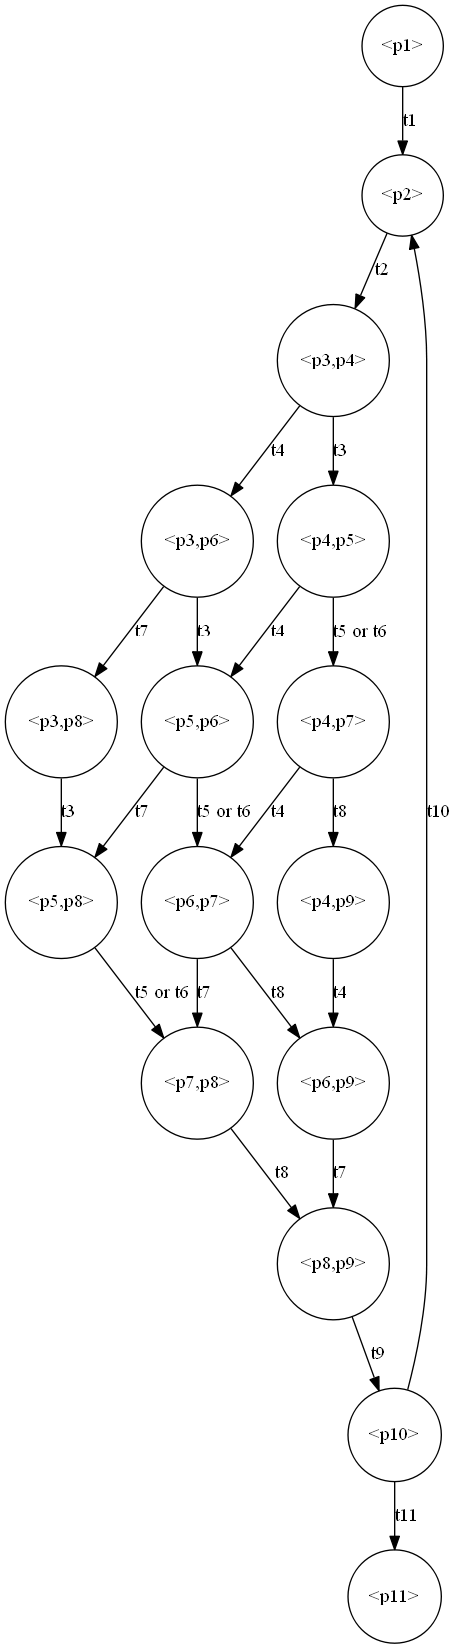 <p1>
t1
<p2>
t2
<p3,p4>
t4
t3
<p3,p6>
<p4,p5>
t7
t3
t4
t5 or t6
<p3,p8>
<p5,p6>
<p4,p7>
t3
t7
t5 or t6
t4
t8
t10
<p5,p8>
<p6,p7>
<p4,p9>
t5 or t6
t7
t8
t4
<p7,p8>
<p6,p9>
t8
t7
<p8,p9>
t9
<p10>
t11
<p11>